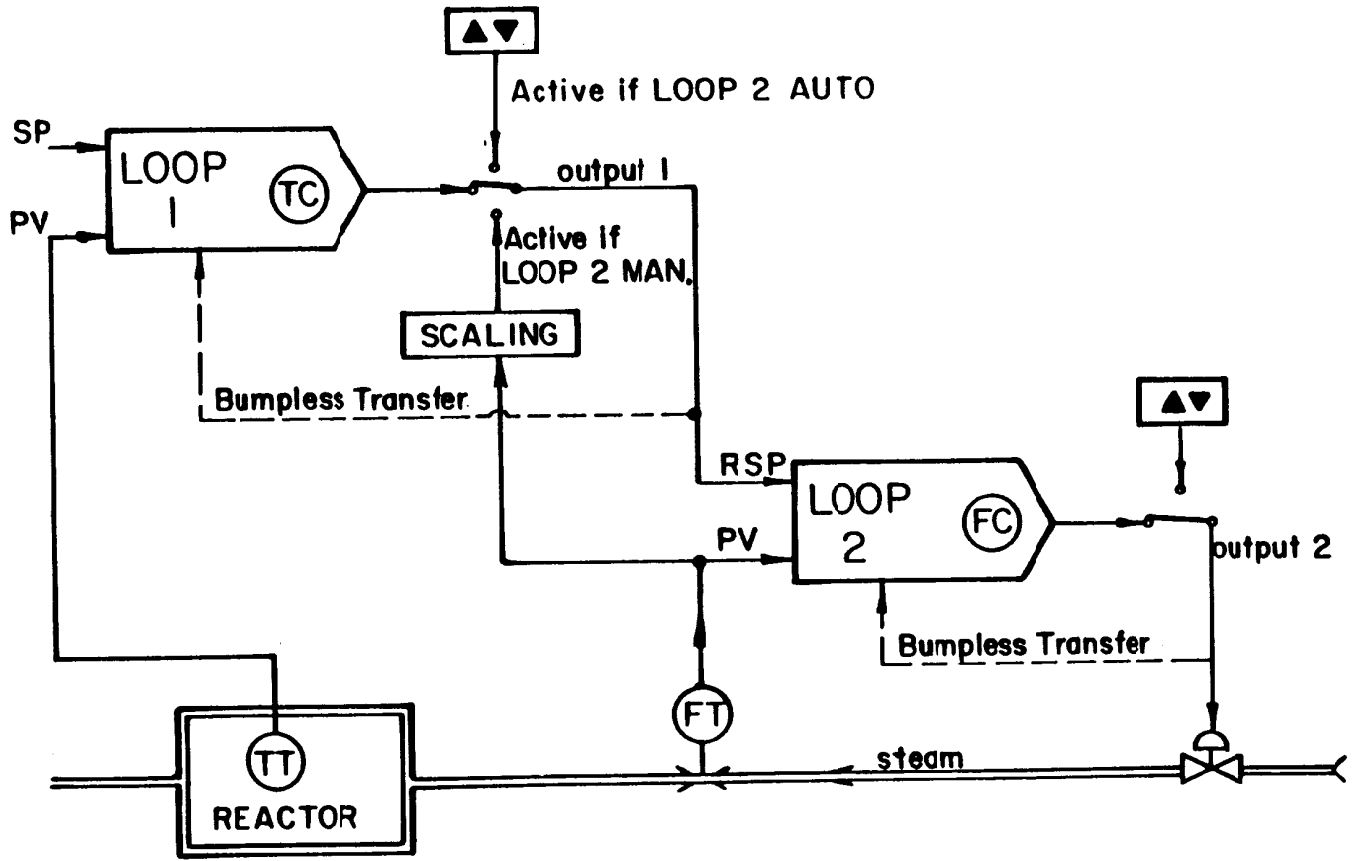 ▲▼
Active if LOOP 2 AUTO
SP
LOOP
1
TC
output 1
PV
Active if
LOOP 2 MAN.
SCALING
Bumpless Transfer
▲▼
RSP
LOOP
2
FC
PV
output 2
Bumpless Transfer
FT
TT
steam
REACTOR